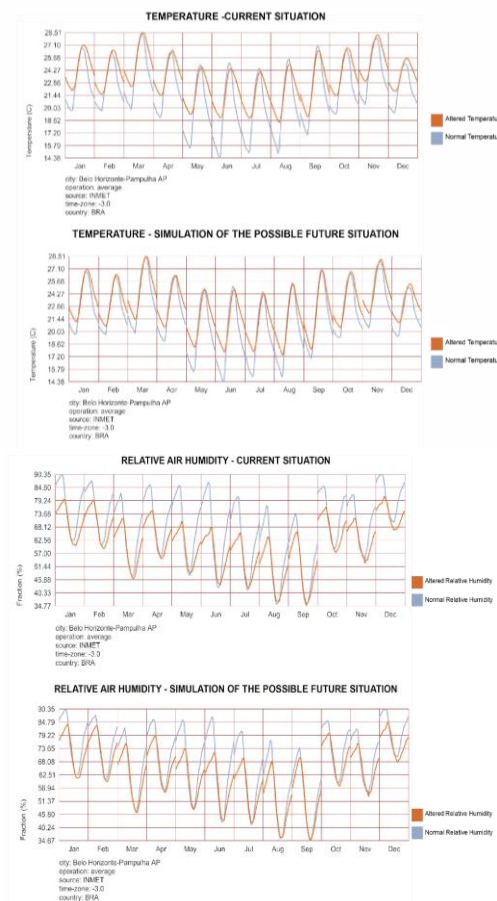 TEMPERATURE -CURRENT SITUATION
28.51
27.10
25.68
24.27
22.86
21.44
20.03
18.62
17.20
15.79
14.38
Temperature (C)
Jan Feb Mar Apr May Jun Jul Aug Sep Oct Nov Dec
Altered Temperatu
Normal Temperatu
city: Belo Horizonte-Pampulha AP
operation: average
source: INMET
time-zone: -3.0
country: BRA
TEMPERATURE - SIMULATION OF THE POSSIBLE FUTURE SITUATION
28.51
27.10
25.68
24.27
22.86
21.44
20.03
18.62
17.20
15.79
14.38
Temperature (C)
Jan Feb Mar Apr May Jun Jul Aug Sep Oct Nov Dec
Altered Temperatu
Normal Temperatu
city: Belo Horizonte-Pampulha AP
operation: average
source: INMET
time-zone: -3.0
country: BRA
RELATIVE AIR HUMIDITY - CURRENT SITUATION
90.35
84.80
79.24
73.68
68.12
62.56
57.00
51.44
45.88
40.33
34.77
Fraction (%)
Jan Feb Mar Apr May Jun Jul Aug Sep Oct Nov Dec
Altered Relative Humidity
Normal Relative Humidity
city: Belo Horizonte-Pampulha AP
operation: average
source: INMET
time-zone: -3.0
country: BRA
RELATIVE AIR HUMIDITY - SIMULATION OF THE POSSIBLE FUTURE SITUATION
90.35
84.79
79.22
73.65
68.08
62.51
56.94
51.37
45.80
40.24
34.67
Fraction (%)
Jan Feb Mar Apr May Jun Jul Aug Sep Oct Nov Dec
Altered Relative Humidity
Normal Relative Humidity
city: Belo Horizonte-Pampulha AP
operation: average
source: INMET
time-zone: -3.0
country: BRA